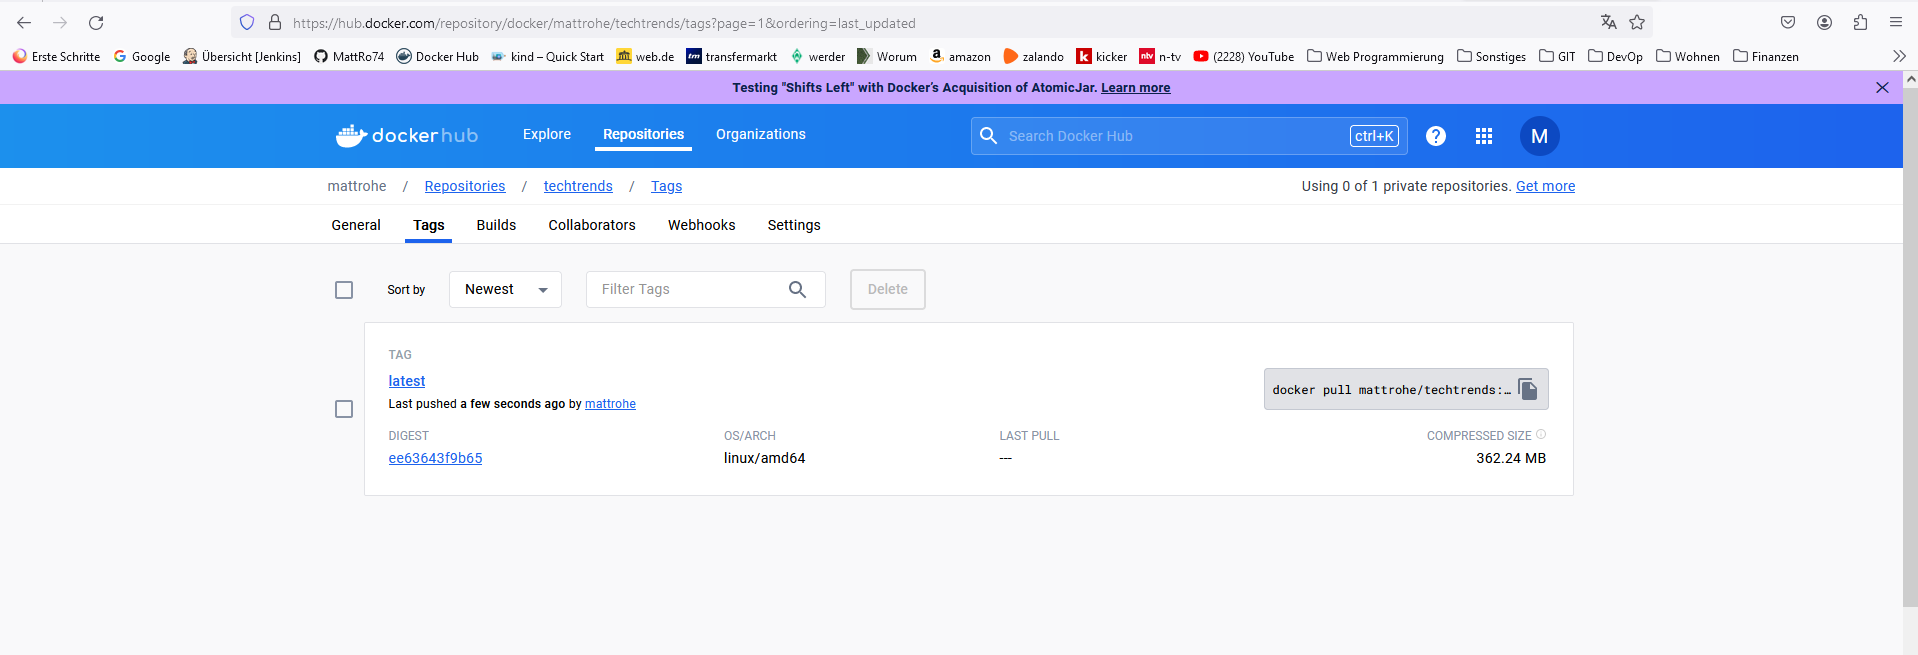 https://hub.docker.com/repository/docker/mattrohe/techtrends/tags?page=1&ordering=last_updated
Erste Schritte Google Übersicht [Jenkins] MattRo74 Docker Hub kind – Quick Start web.de tm transfermarkt werder Worum a amazon zalando k kicker ntv n-tv (2228) YouTube Web Programmierung Sonstiges GIT DevOp Wohnen Finanzen
Testing "Shifts Left" with Docker's Acquisition of AtomicJar. Learn more
dockerhub Explore Repositories Organizations Search Docker Hub ctrl+K ? M
mattrohe / Repositories / techtrends / Tags Using 0 of 1 private repositories. Get more
General Tags Builds Collaborators Webhooks Settings
Sort by Newest Filter Tags Delete
TAG
latest
docker pull mattrohe/techtrends:…
Last pushed a few seconds ago by mattrohe
DIGEST OS/ARCH LAST PULL COMPRESSED SIZE
ee63643f9b65 linux/amd64 --- 362.24 MB